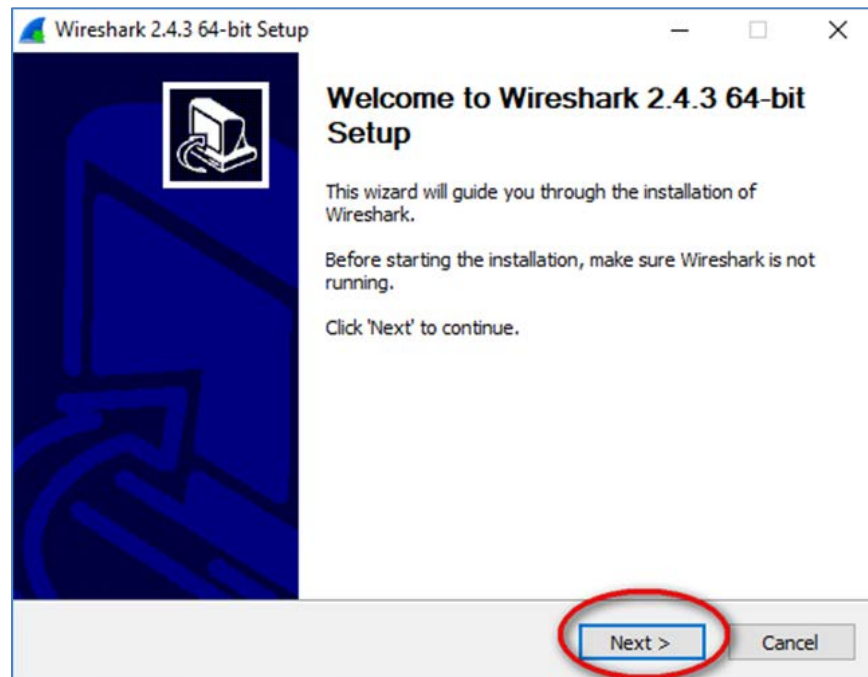 Wireshark 2.4.3 64-bit Setup
Welcome to Wireshark 2.4.3 64-bit
Setup
This wizard will guide you through the installation of
Wireshark.
Before starting the installation, make sure Wireshark is not
running.
Click 'Next' to continue.
Next >
Cancel